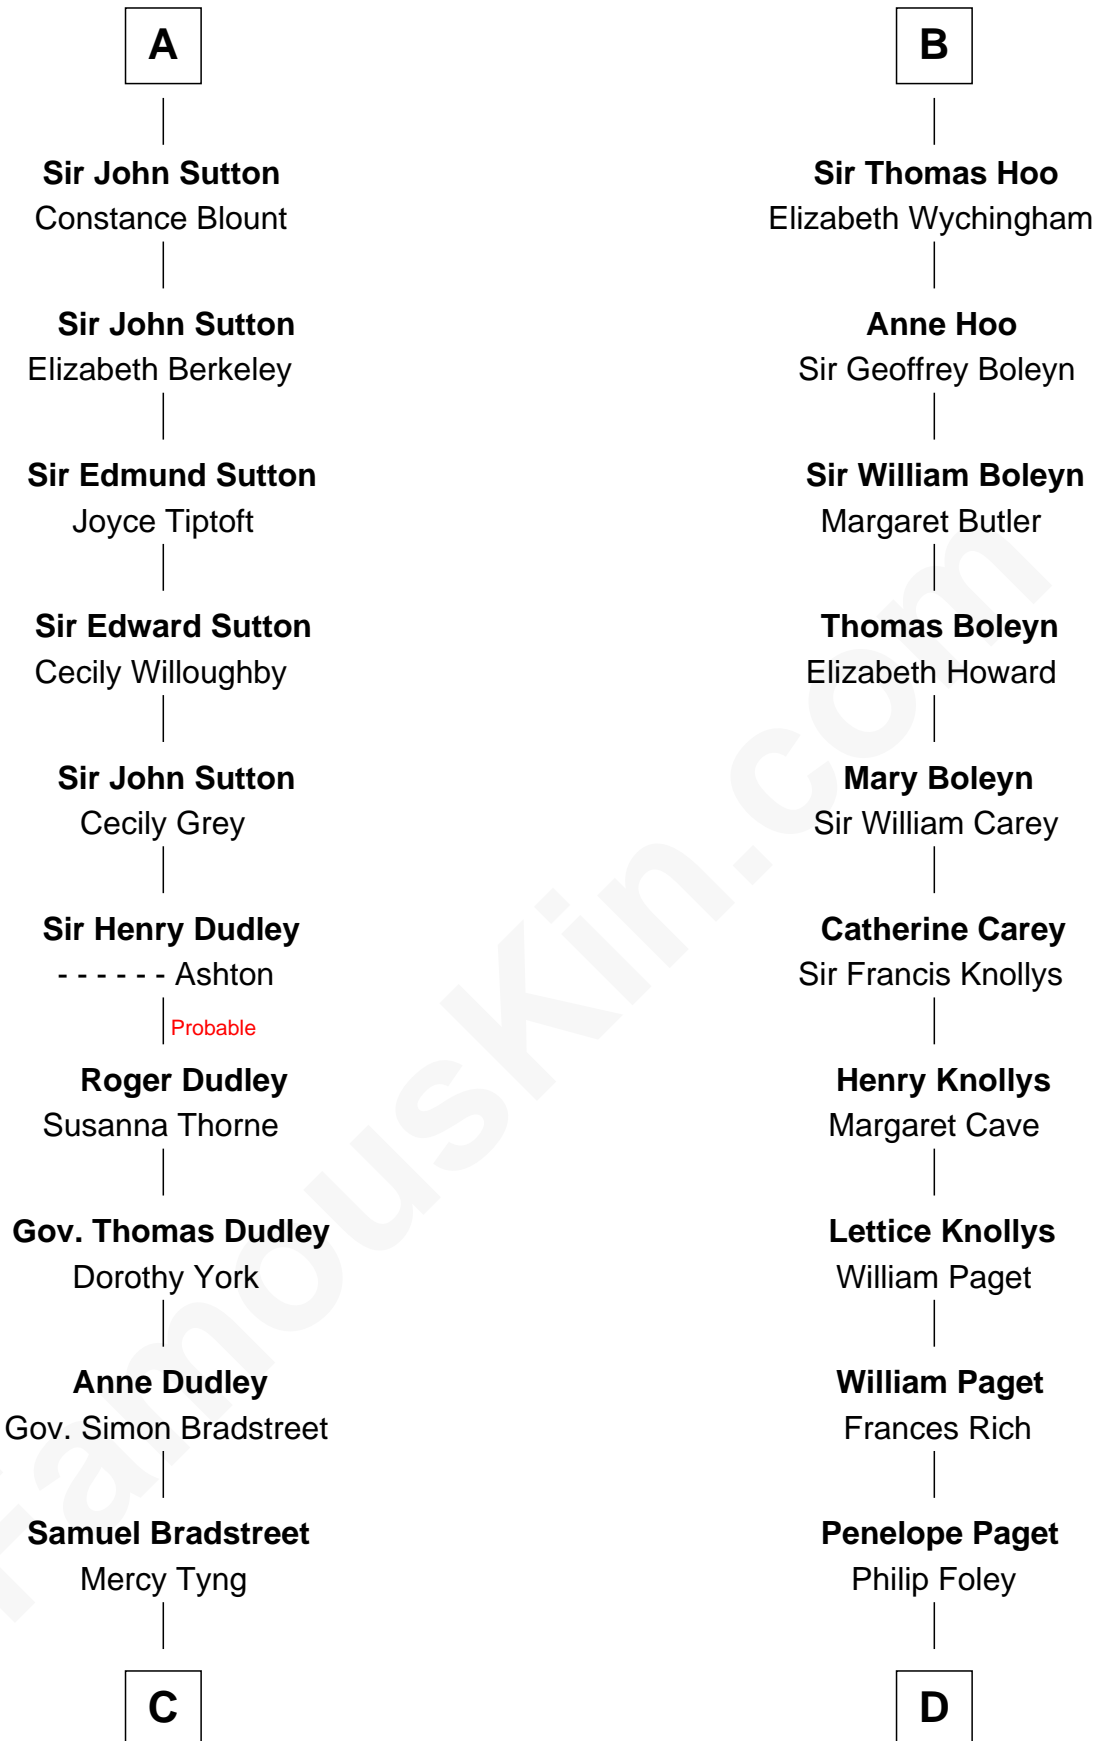 A
Sir John Sutton
Constance Blount
Sir John Sutton
Elizabeth Berkeley
Sir Edmund Sutton
Joyce Tiptoft
Sir Edward Sutton
Cecily Willoughby
Sir John Sutton
Cecily Grey
Sir Henry Dudley
- - - - - - Ashton
Probable
Roger Dudley
Susanna Thorne
Gov. Thomas Dudley
Dorothy York
Anne Dudley
Gov. Simon Bradstreet
Samuel Bradstreet
Mercy Tyng
C
B
Sir Thomas Hoo
Elizabeth Wychingham
Anne Hoo
Sir Geoffrey Boleyn
Sir William Boleyn
Margaret Butler
Thomas Boleyn
Elizabeth Howard
Mary Boleyn
Sir William Carey
Catherine Carey
Sir Francis Knollys
Henry Knollys
Margaret Cave
Lettice Knollys
William Paget
William Paget
Frances Rich
Penelope Paget
Philip Foley
D
FamousKin.com